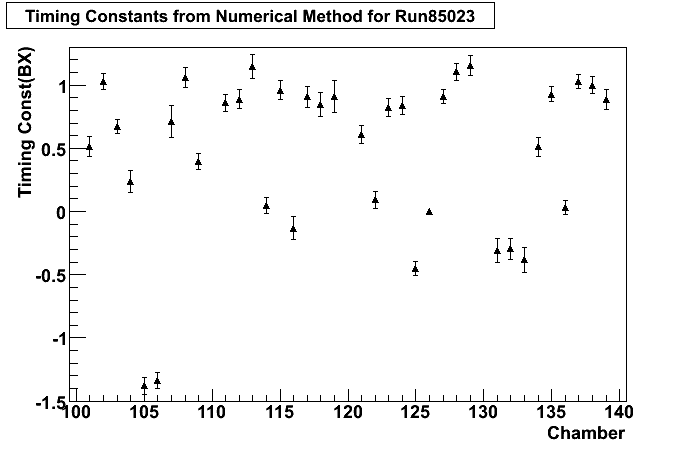 Timing Constants from Numerical Method for Run85023
Timing Const(BX)
1
0.5
0
-0.5
-1
-1.5
100 105 110 115 120 125 130 135 140
Chamber